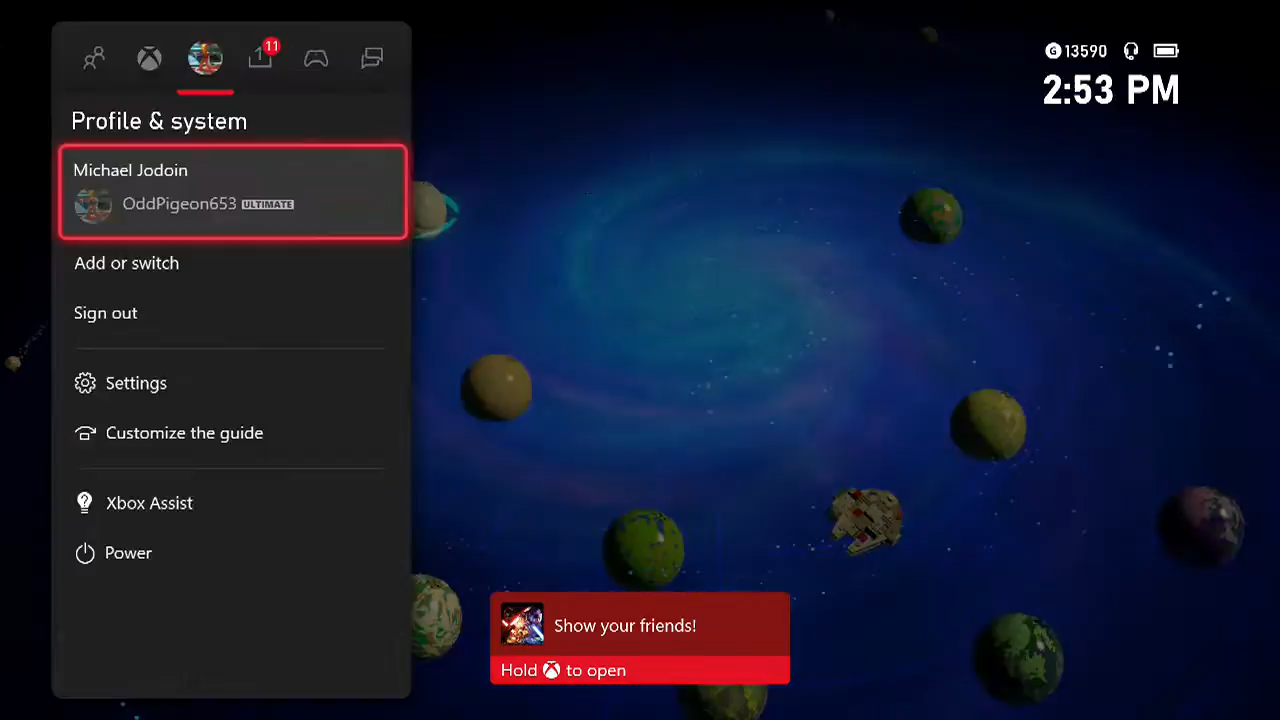 11
Profile & system
Michael Jodoin
OddPigeon653 ULTIMATE
Add or switch
Sign out
Settings
Customize the guide
Xbox Assist
Power
G 13590
2:53 PM
Show your friends!
Hold to open